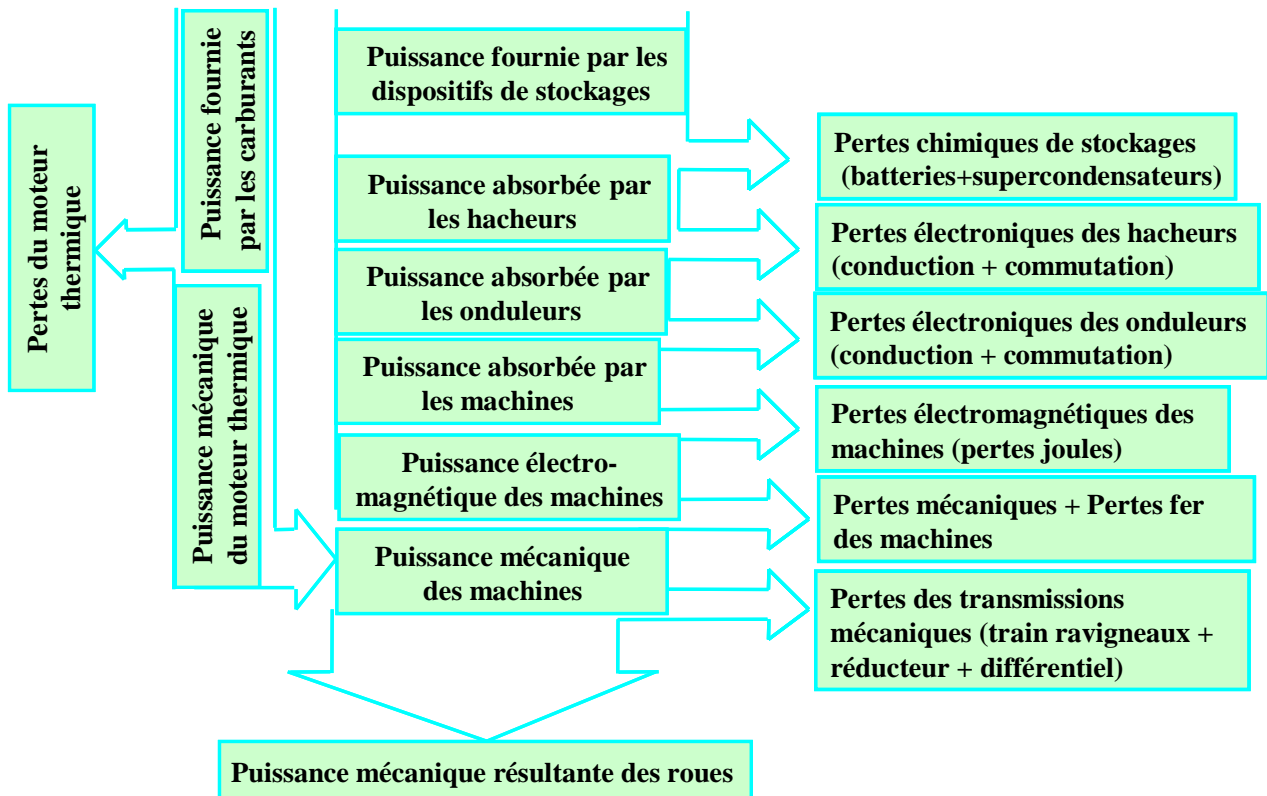 Pertes du moteur
thermique
Puissance fournie
par les carburants
Puissance mécanique
du moteur thermique
Puissance fournie par les
dispositifs de stockages
Puissance absorbée par
les hacheurs
Puissance absorbée par
les onduleurs
Puissance absorbée par
les machines
Puissance électro-
magnétique des machines
Puissance mécanique
des machines
Pertes chimiques de stockages
(batteries+supercondensateurs)
Pertes électroniques des hacheurs
(conduction + commutation)
Pertes électroniques des onduleurs
(conduction + commutation)
Pertes électromagnétiques des
machines (pertes joules)
Pertes mécaniques + Pertes fer
des machines
Pertes des transmissions
mécaniques (train ravigneaux +
réducteur + différentiel)
Puissance mécanique résultante des roues